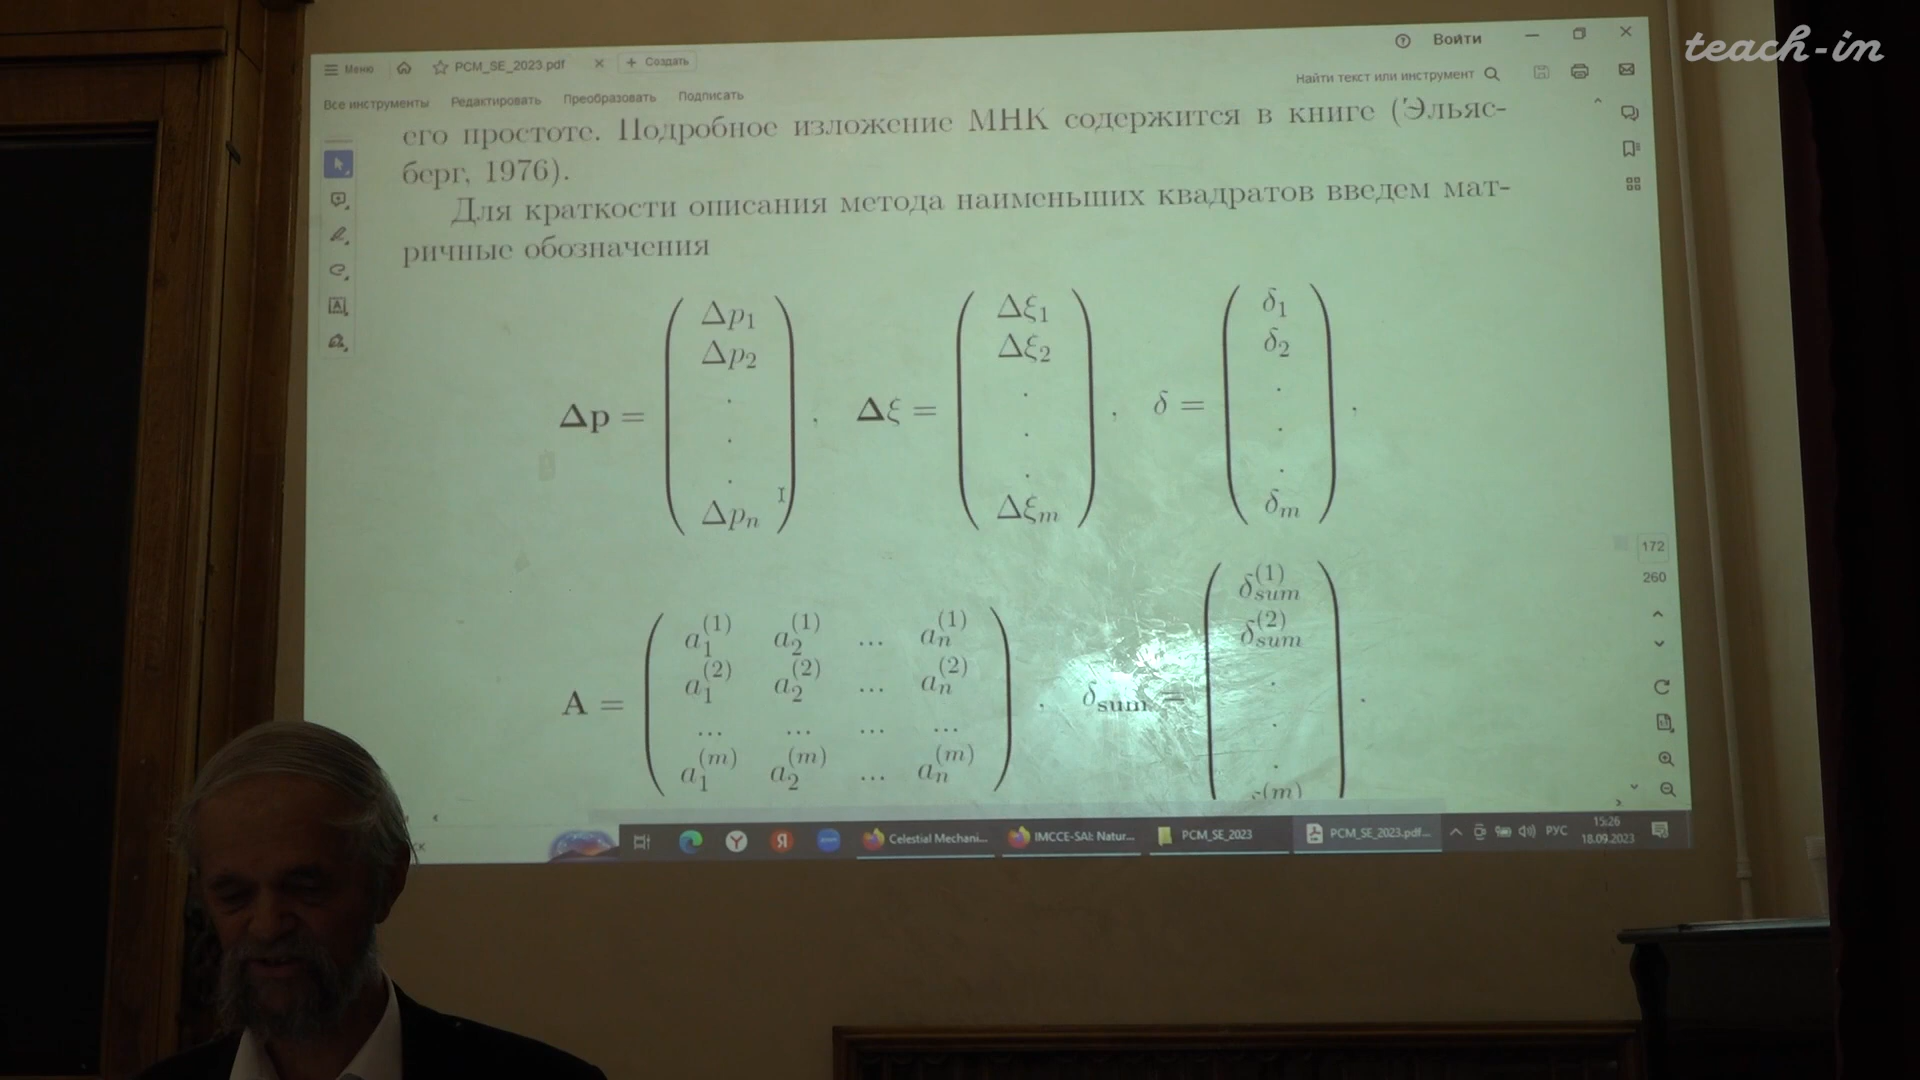 teach-in
Войти
Меню
PCM_SE_2023.pdf
+ Создать
Найти текст или инструмент
Все инструменты Редактировать Преобразовать Подписать
его простоте. Подробное изложение МНК содержится в книге (Эльяс-
берг, 1976).
Для краткости описания метода наименьших квадратов введем мат-
ричные обозначения
Δp = ( Δp₁ Δp₂ . . . Δpₙ ) , Δξ = ( Δξ₁ Δξ₂ . . . Δξₘ ) , δ = ( δ₁ δ₂ . . . δₘ ) ,
A = ( a₁^(1) a₂^(1) ... aₙ^(1)
a₁^(2) a₂^(2) ... aₙ^(2)
... ... ... ...
a₁^(m) a₂^(m) ... aₙ^(m) ) , δ_sum = ( δ_sum^(1) δ_sum^(2) . . . ^(m) ) .
172
260
Celestial Mechani...
IMCCE-SAI: Natur...
PCM_SE_2023
PCM_SE_2023.pdf...
РУС
15:26
18.09.2023